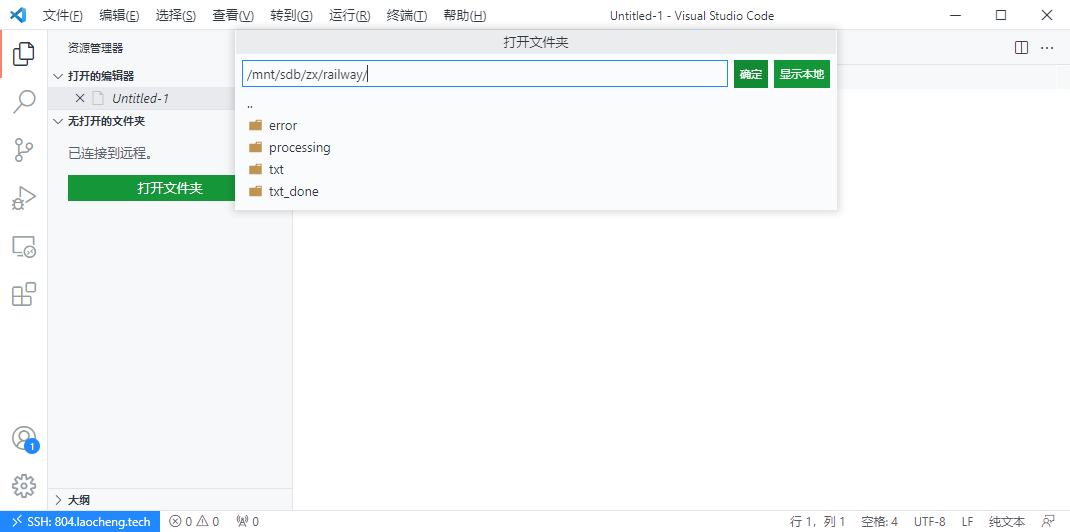 文件(F) 编辑(E) 选择(S) 查看(V) 转到(G) 运行(R) 终端(T) 帮助(H) Untitled-1 - Visual Studio Code
资源管理器
打开的编辑器
Untitled-1
无打开的文件夹
已连接到远程。
打开文件夹
打开文件夹
/mnt/sdb/zx/railway/ 确定 显示本地
..
error
processing
txt
txt_done
1
大纲
SSH: 804.laocheng.tech 0 0 0 行 1，列 1 空格: 4 UTF-8 LF 纯文本